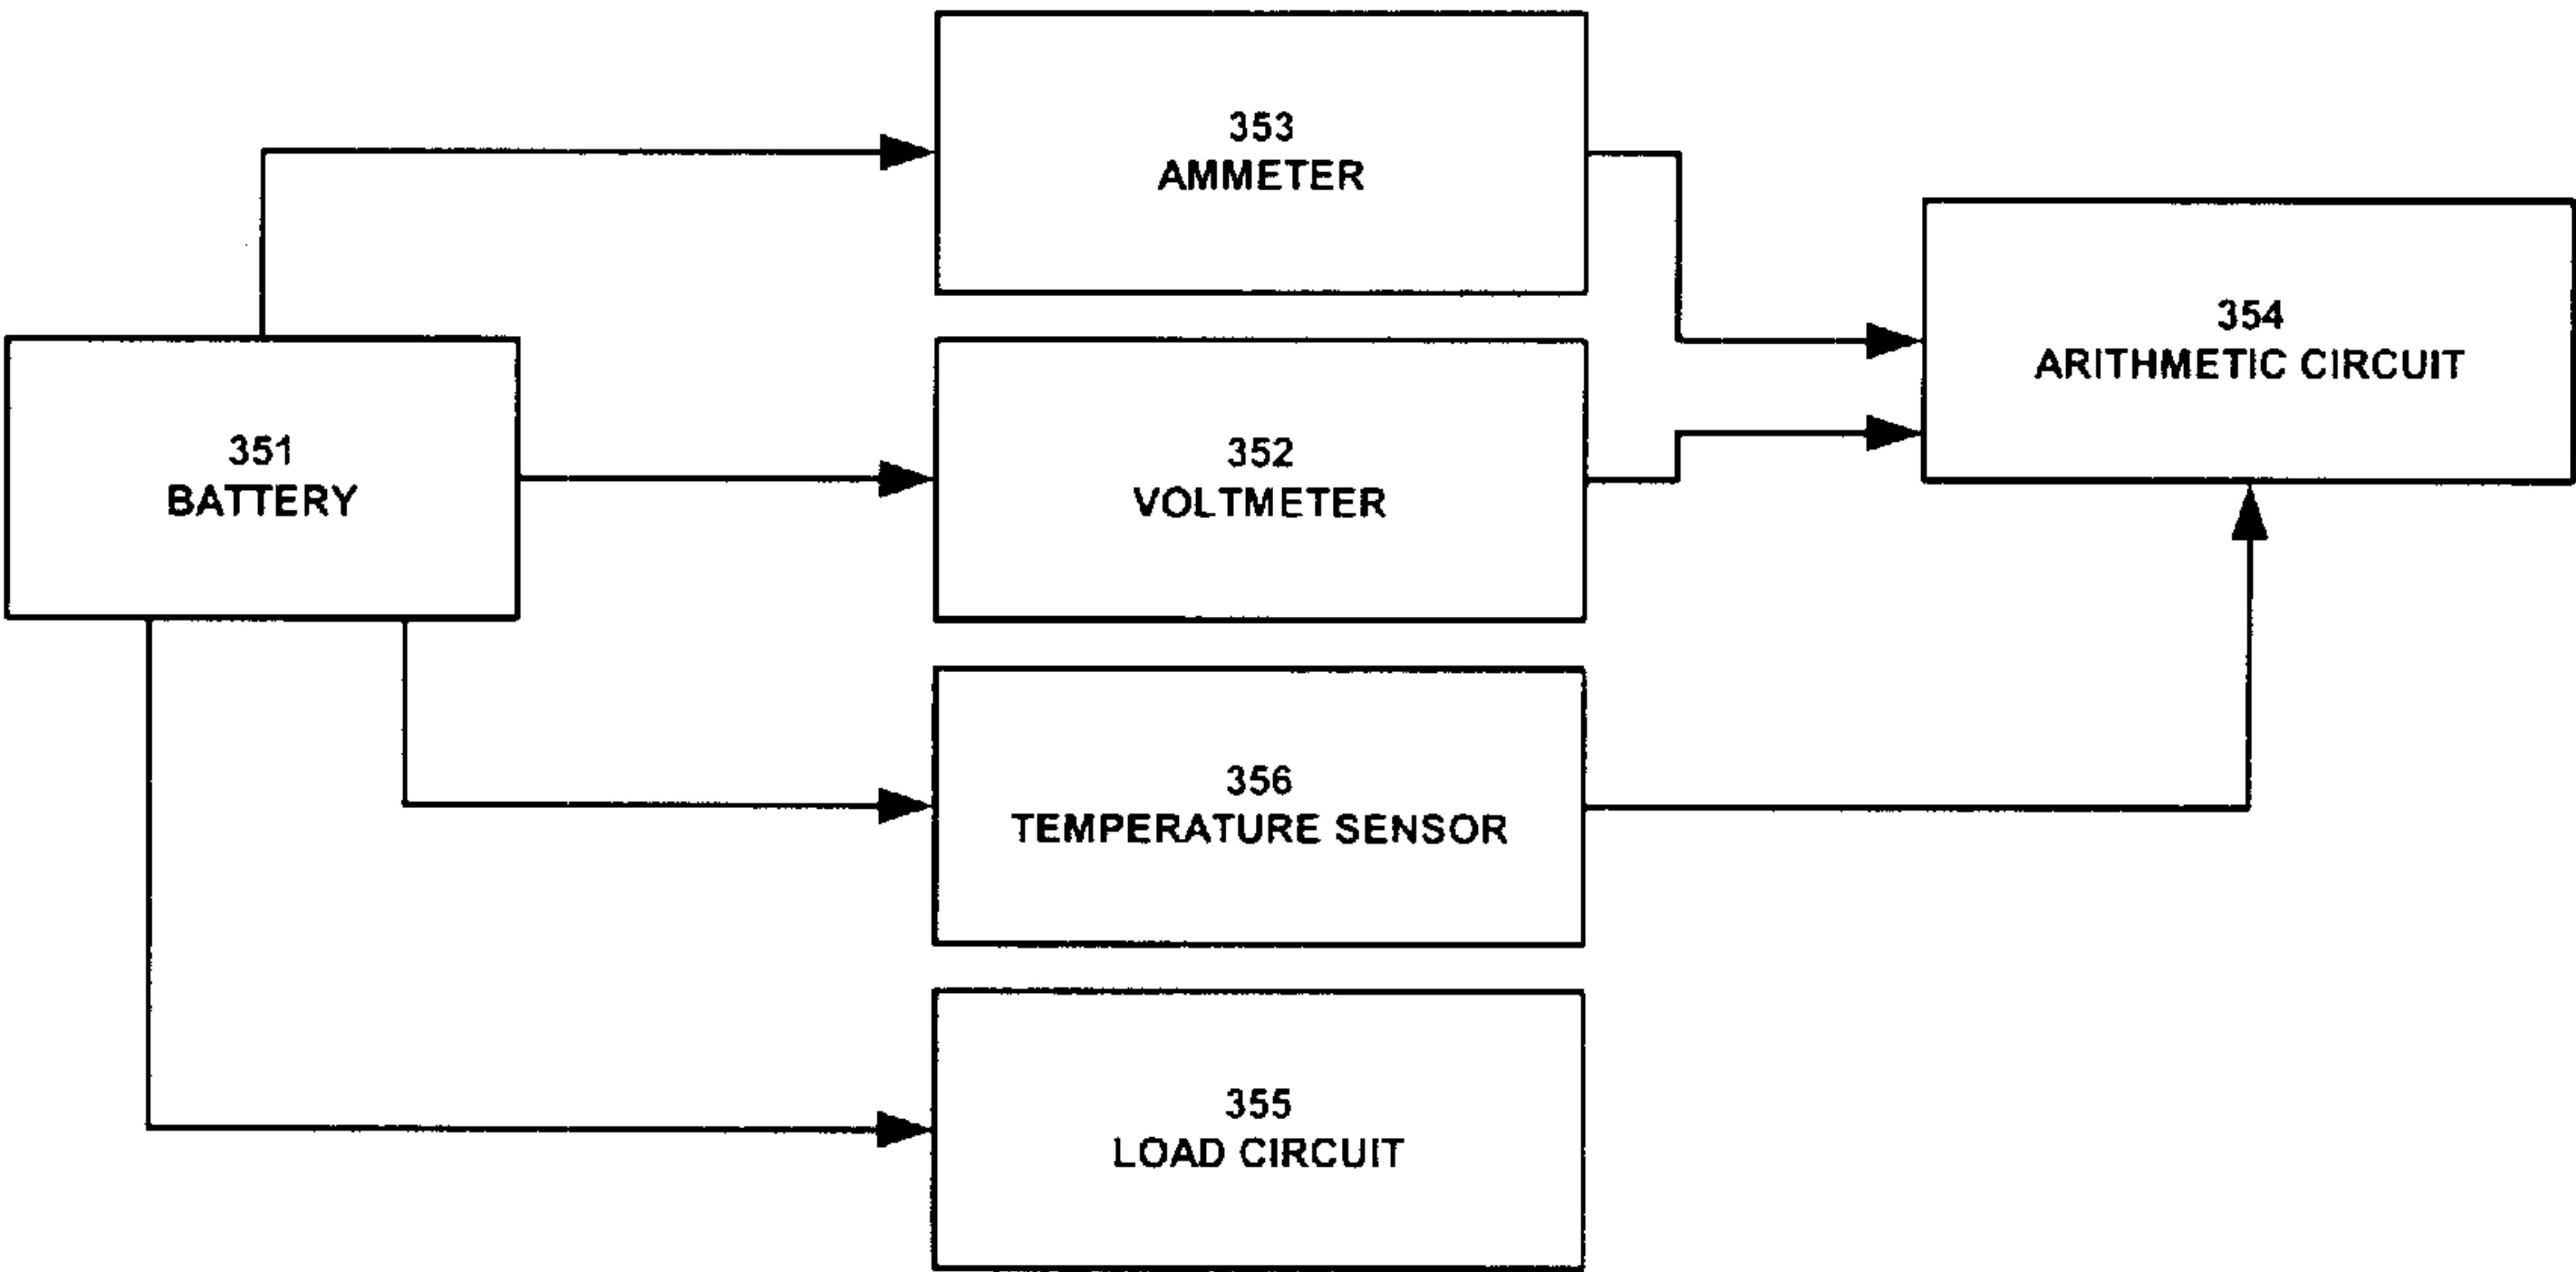 353
AMMETER
354
ARITHMETIC CIRCUIT
351
BATTERY
352
VOLTMETER
356
TEMPERATURE SENSOR
355
LOAD CIRCUIT